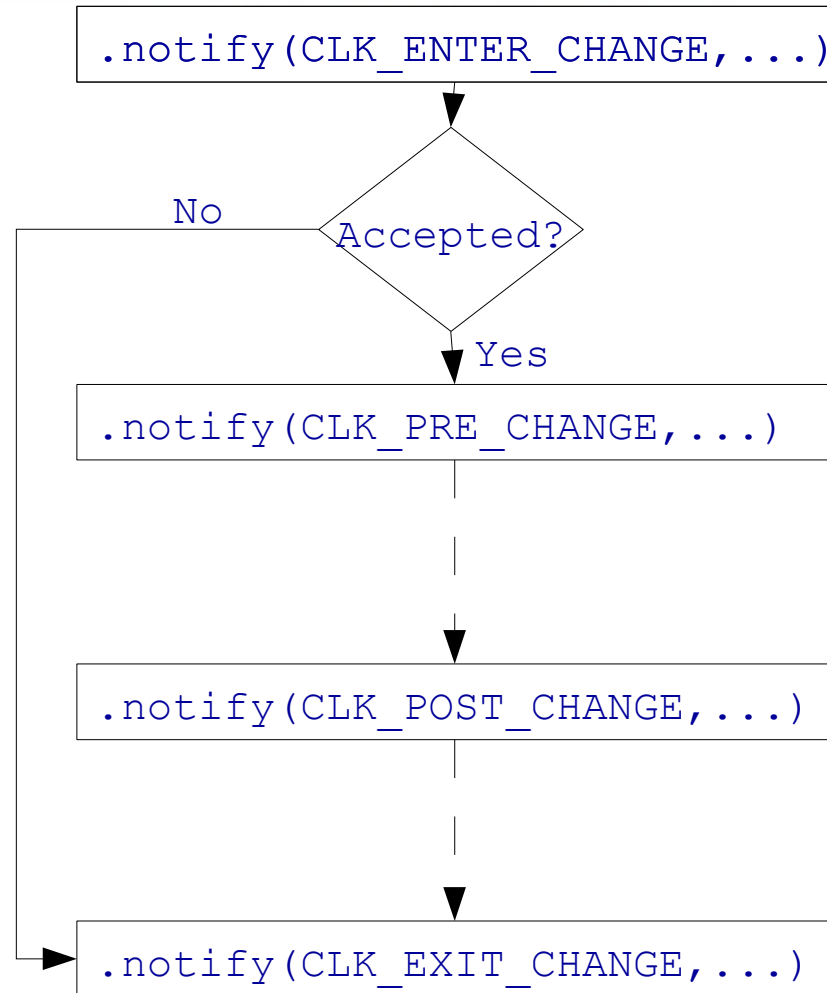 .notify(CLK_ENTER_CHANGE,...)
No
Accepted?
Yes
.notify(CLK_PRE_CHANGE,...)
.notify(CLK_POST_CHANGE,...)
.notify(CLK_EXIT_CHANGE,...)